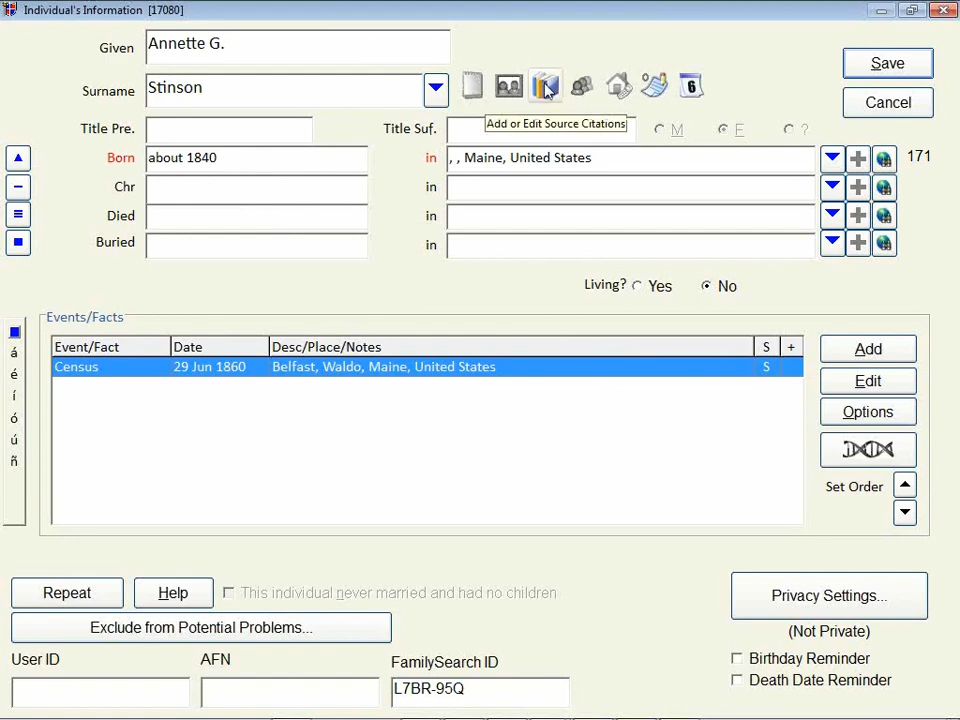 Individual's Information [17080]
Given Annette G.
Surname Stinson
6
Add or Edit Source Citations
Save
Cancel
Title Pre. Title Suf. M F ?
Born about 1840 in , , Maine, United States 171
Chr in
Died in
Buried in
Living? Yes No
Events/Facts
Event/Fact Date Desc/Place/Notes S +
Census 29 Jun 1860 Belfast, Waldo, Maine, United States S
Add
Edit
Options
Set Order
á
é
í
ó
ú
ñ
Repeat Help This individual never married and had no children
Exclude from Potential Problems...
Privacy Settings...
(Not Private)
Birthday Reminder
Death Date Reminder
User ID AFN FamilySearch ID
L7BR-95Q